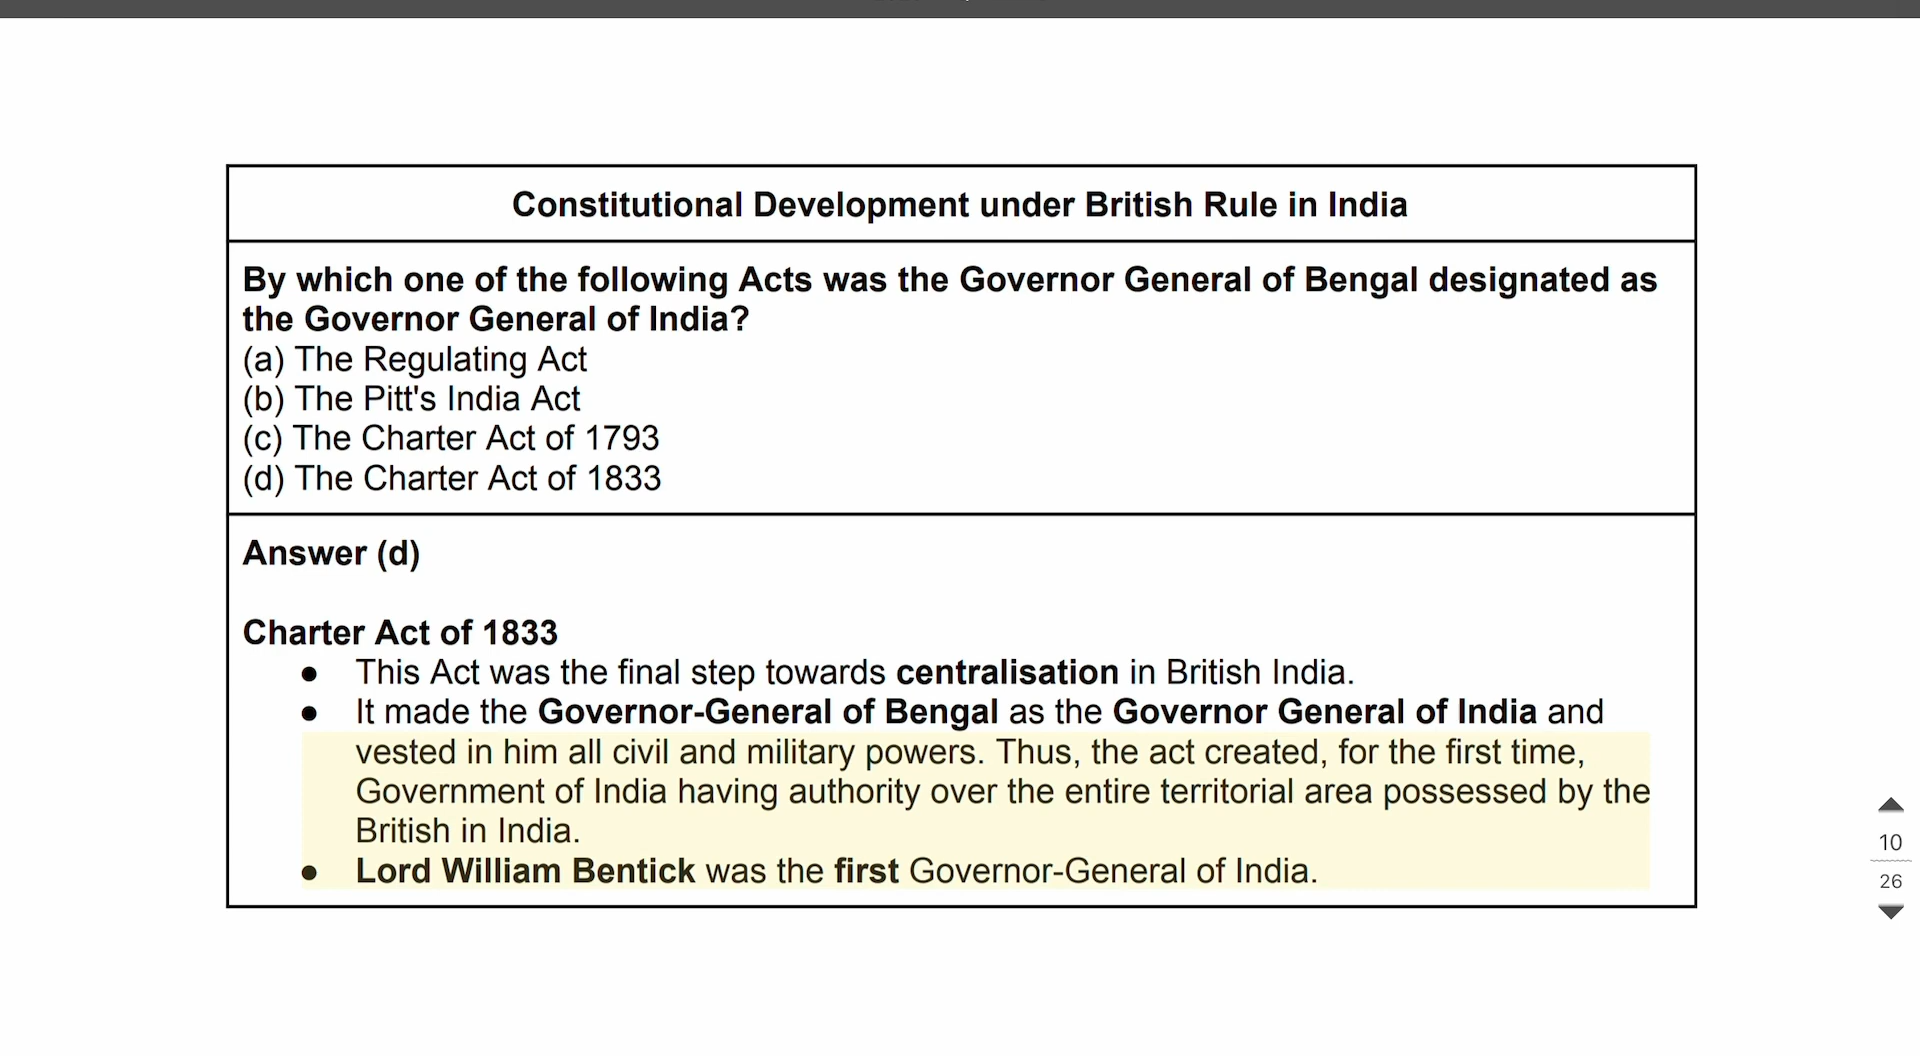 Constitutional Development under British Rule in India
By which one of the following Acts was the Governor General of Bengal designated as
the Governor General of India?
(a) The Regulating Act
(b) The Pitt's India Act
(c) The Charter Act of 1793
(d) The Charter Act of 1833
Answer (d)
Charter Act of 1833
● This Act was the final step towards centralisation in British India.
● It made the Governor-General of Bengal as the Governor General of India and
vested in him all civil and military powers. Thus, the act created, for the first time,
Government of India having authority over the entire territorial area possessed by the
British in India.
● Lord William Bentick was the first Governor-General of India.
10
26